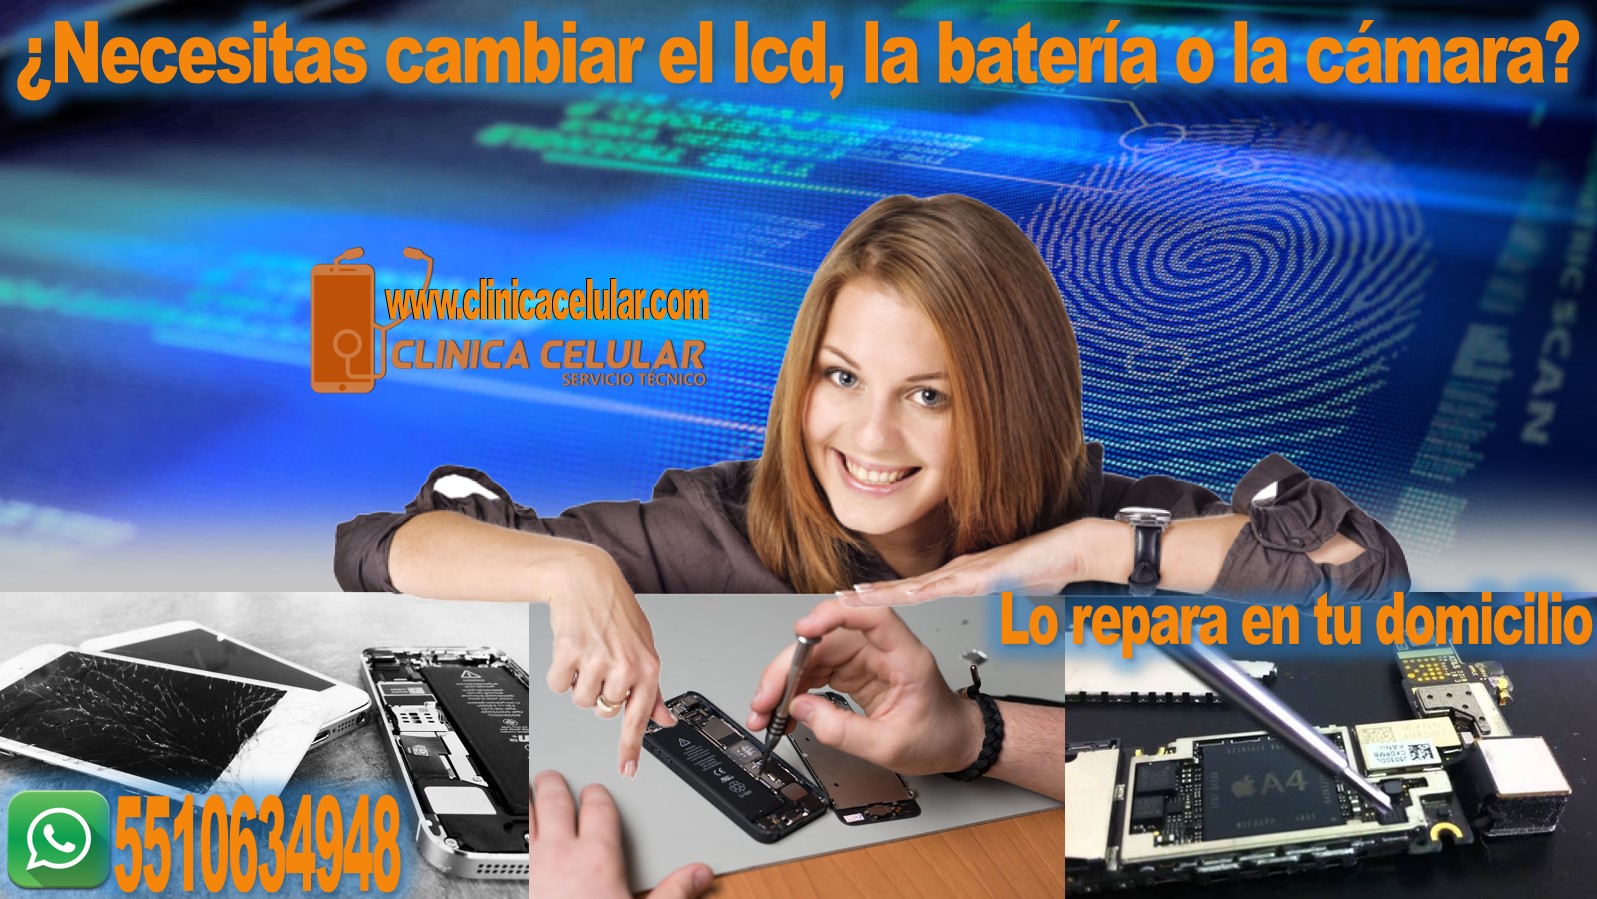 ¿Necesitas cambiar el lcd, la batería o la cámara?
www.clinicacelular.com
CLINICA CELULAR
SERVICIO TÉCNICO
SCAN
Lo repara en tu domicilio
A4
5510634948